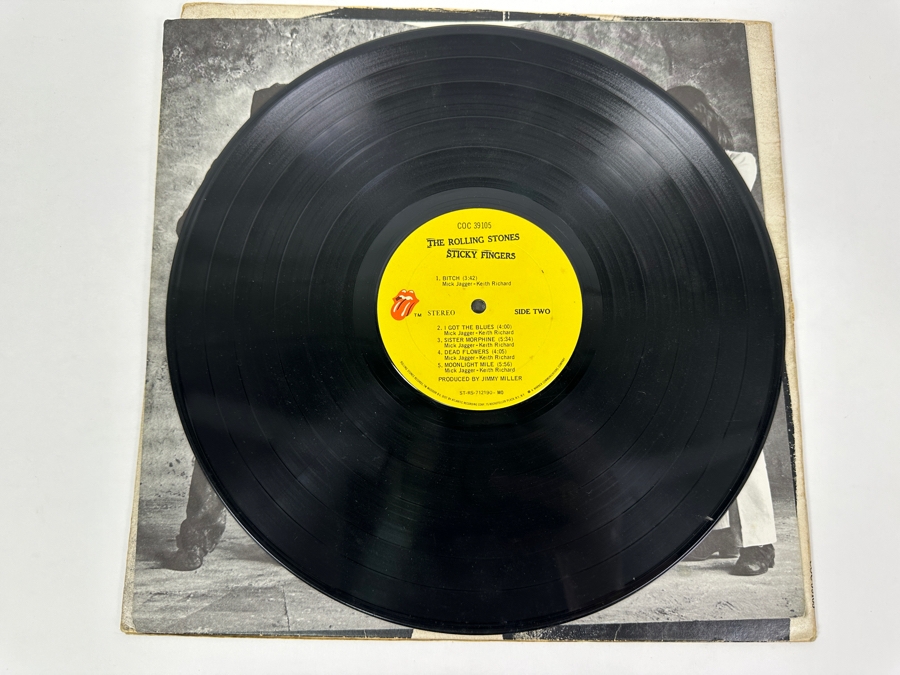 COC 39105
THE ROLLING STONES
STICKY FINGERS
1. BITCH (3:42)
Mick Jagger-Keith Richard
TM STEREO SIDE TWO
2. I GOT THE BLUES (4:00)
Mick Jagger-Keith Richard
3. SISTER MORPHINE (5:34)
Mick Jagger-Keith Richard
4. DEAD FLOWERS (4:05)
Mick Jagger-Keith Richard
5. MOONLIGHT MILE (5:56)
Mick Jagger-Keith Richard
PRODUCED BY JIMMY MILLER